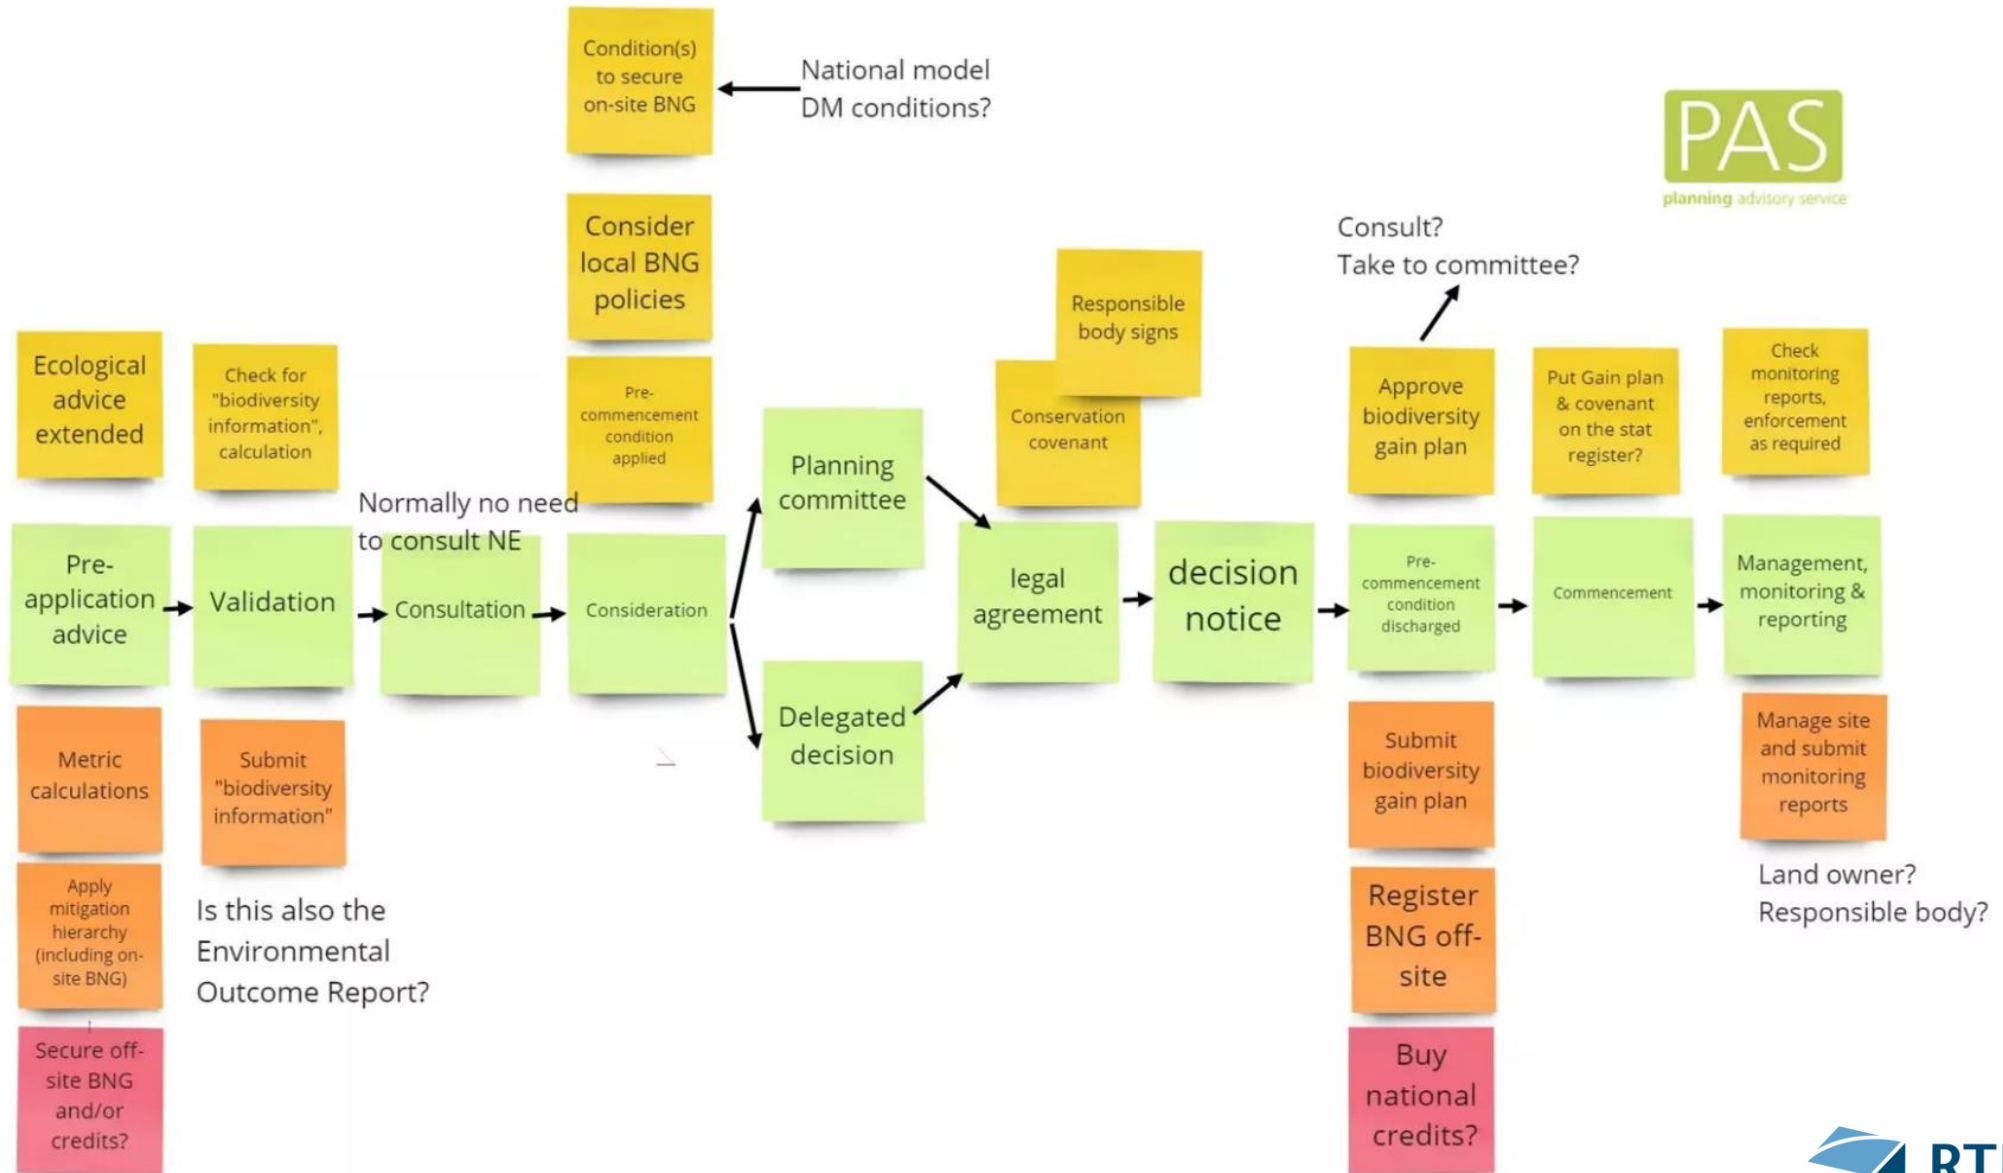 Condition(s)
to secure
on-site BNG
National model
DM conditions?
PAS
planning advisory service
Consider
local BNG
policies
Consult?
Take to committee?
Responsible
body signs
Ecological
advice
extended
Check for
"biodiversity
information",
calculation
Pre-
commencement
condition
applied
Conservation
covenant
Approve
biodiversity
gain plan
Put Gain plan
& covenant
on the stat
register?
Check
monitoring
reports,
enforcement
as required
Normally no need
to consult NE
Planning
committee
Pre-
application
advice
Validation
Consultation
Consideration
legal
agreement
decision
notice
Pre-
commencement
condition
discharged
Commencement
Management,
monitoring &
reporting
Delegated
decision
Metric
calculations
Submit
"biodiversity
information"
Submit
biodiversity
gain plan
Manage site
and submit
monitoring
reports
Apply
mitigation
hierarchy
(including on-
site BNG)
Is this also the
Environmental
Outcome Report?
Register
BNG off-
site
Land owner?
Responsible body?
Secure off-
site BNG
and/or
credits?
Buy
national
credits?